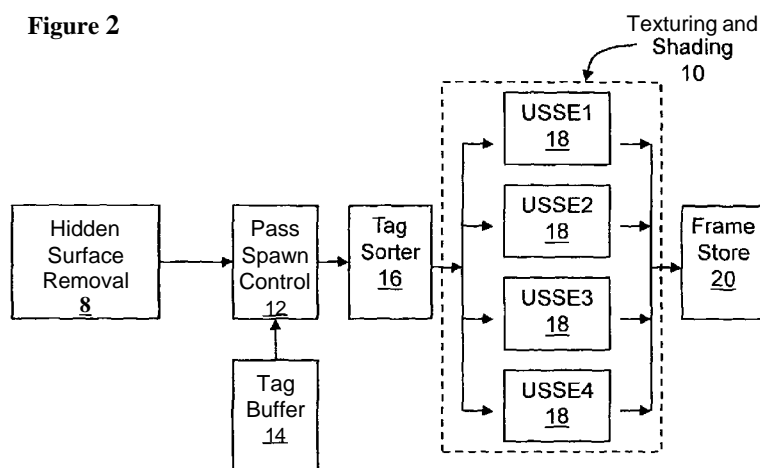 Figure 2
Texturing and
Shading
10
USSE1
18
USSE2
18
USSE3
18
USSE4
18
Hidden
Surface
Removal
8
Pass
Spawn
Control
12
Tag
Sorter
16
Frame
Store
20
Tag
Buffer
14